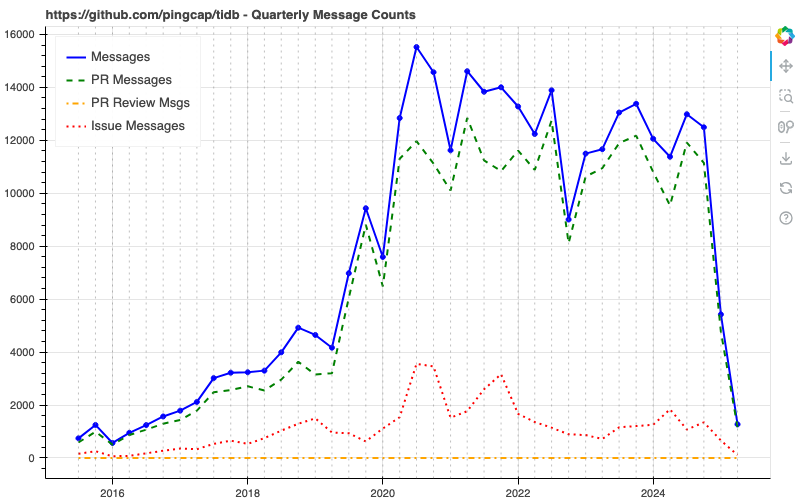 https://github.com/pingcap/tidb - Quarterly Message Counts
16000
14000
12000
10000
8000
6000
4000
2000
0
Messages
PR Messages
PR Review Msgs
Issue Messages
2016
2018
2020
2022
2024